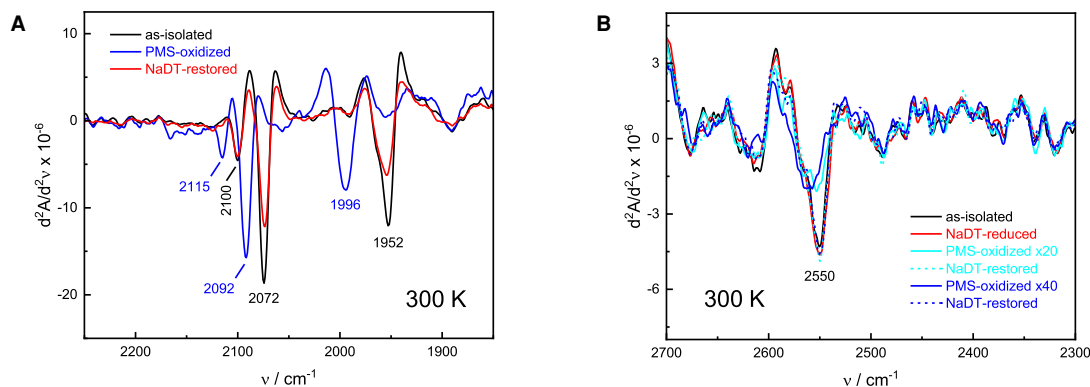 A
as-isolated
PMS-oxidized
NaDT-restored
10
0
-10
-20
d²A/d²ν x 10⁻⁶
2115
2100
2092
2072
1996
1952
300 K
2200
2100
2000
1900
ν / cm⁻¹
B
3
0
-3
-6
d²A/d²ν x 10⁻⁶
2550
as-isolated
NaDT-reduced
PMS-oxidized x20
NaDT-restored
PMS-oxidized x40
NaDT-restored
300 K
2700
2600
2500
2400
2300
ν / cm⁻¹